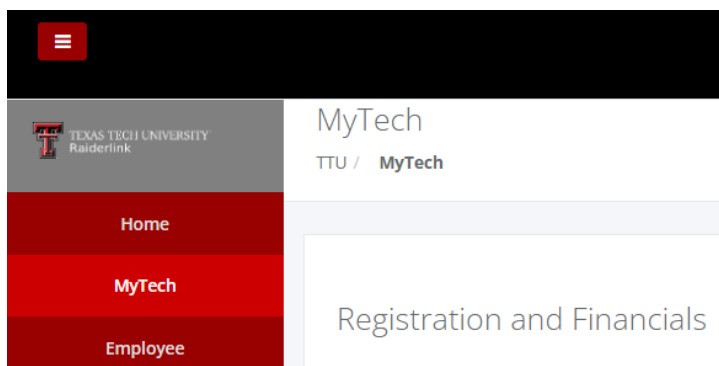 TEXAS TECH UNIVERSITY
Raiderlink
Home
MyTech
Employee
MyTech
TTU / MyTech
Registration and Financials